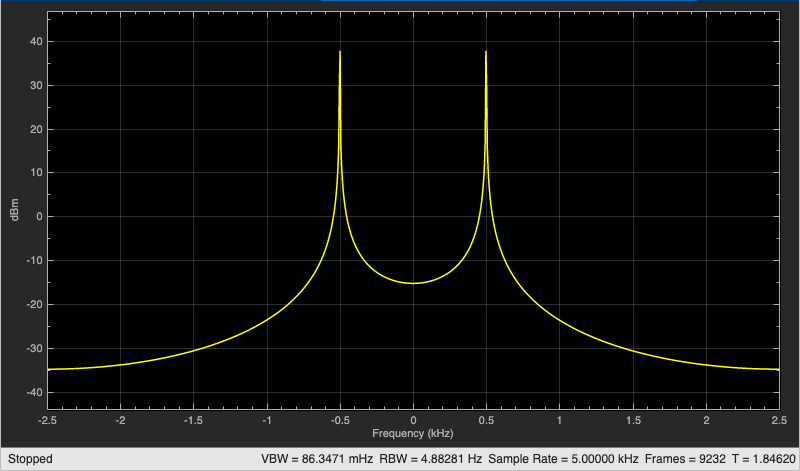 40
30
20
10
0
-10
-20
-30
-40
dBm
-2.5 -2 -1.5 -1 -0.5 0 0.5 1 1.5 2 2.5
Frequency (kHz)
Stopped VBW = 86.3471 mHz RBW = 4.88281 Hz Sample Rate = 5.00000 kHz Frames = 9232 T = 1.84620